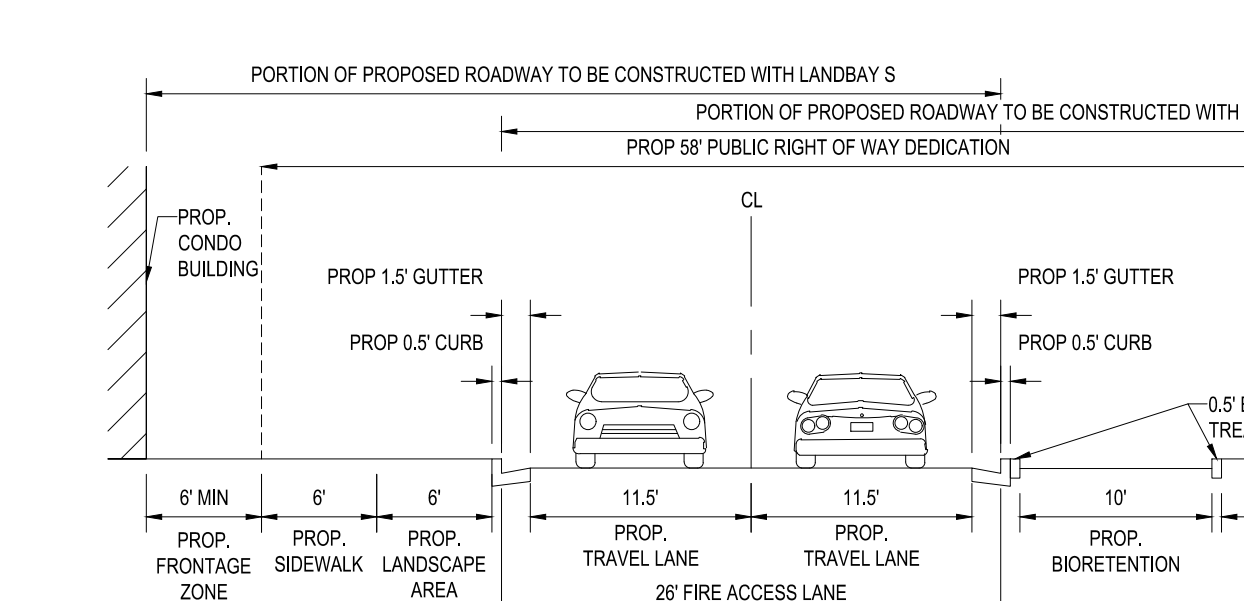 PORTION OF PROPOSED ROADWAY TO BE CONSTRUCTED WITH LANDBAY S
PORTION OF PROPOSED ROADWAY TO BE CONSTRUCTED WITH
PROP 58' PUBLIC RIGHT OF WAY DEDICATION
CL
PROP.
CONDO
BUILDING
PROP 1.5' GUTTER
PROP 0.5' CURB
PROP 1.5' GUTTER
PROP 0.5' CURB
0.5'
6' MIN
6'
6'
11.5'
11.5'
10'
PROP.
FRONTAGE
ZONE
PROP.
SIDEWALK
PROP.
LANDSCAPE
AREA
PROP.
TRAVEL LANE
PROP.
TRAVEL LANE
PROP.
BIORETENTION
26' FIRE ACCESS LANE